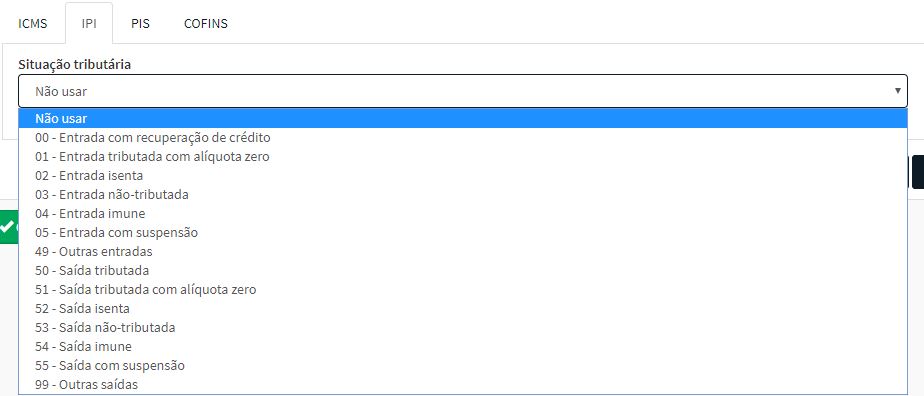 ICMS IPI PIS COFINS
Situação tributária
Não usar
Não usar
00 - Entrada com recuperação de crédito
01 - Entrada tributada com alíquota zero
02 - Entrada isenta
03 - Entrada não-tributada
04 - Entrada imune
05 - Entrada com suspensão
49 - Outras entradas
50 - Saída tributada
51 - Saída tributada com alíquota zero
52 - Saída isenta
53 - Saída não-tributada
54 - Saída imune
55 - Saída com suspensão
99 - Outras saídas